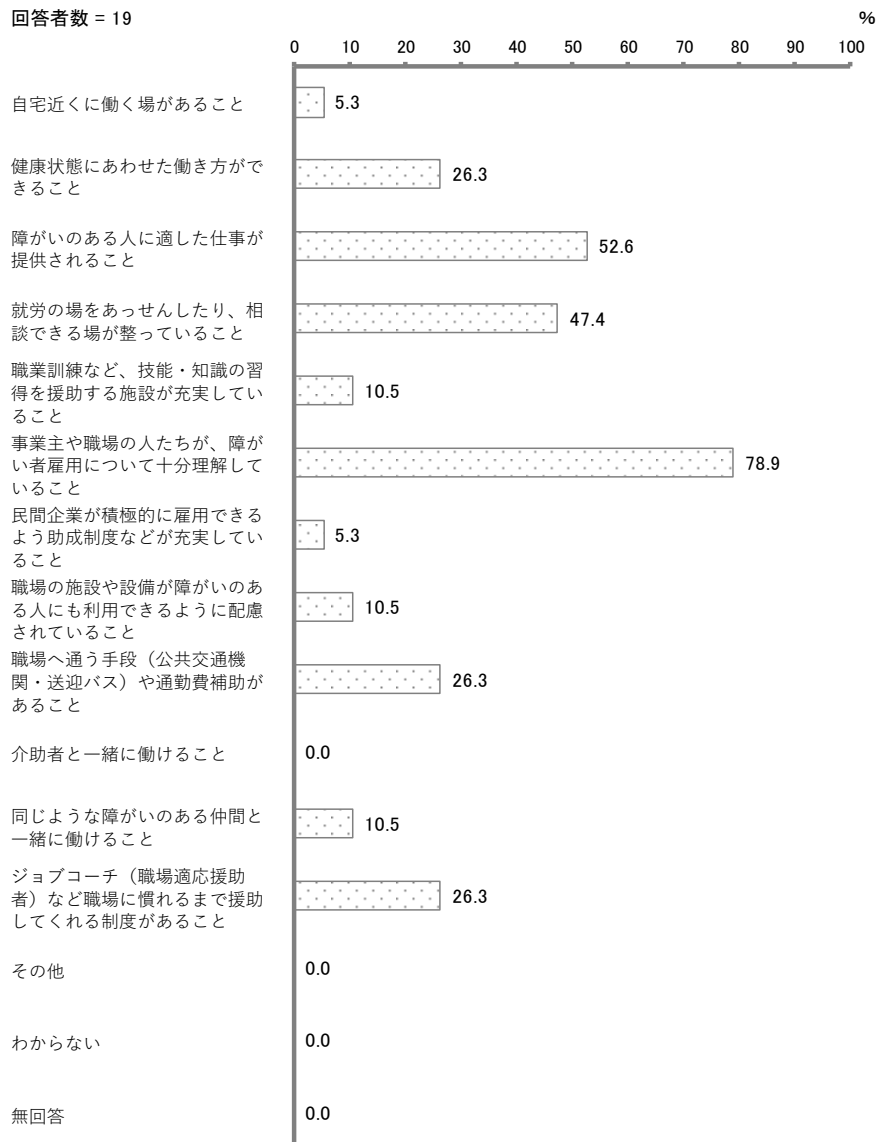 回答者数 = 19
%
0 10 20 30 40 50 60 70 80 90 100
自宅近くに働く場があること
5.3
健康状態にあわせた働き方がで
きること
26.3
障がいのある人に適した仕事が
提供されること
52.6
就労の場をあっせんしたり、相
談できる場が整っていること
47.4
職業訓練など、技能・知識の習
得を援助する施設が充実してい
ること
10.5
事業主や職場の人たちが、障が
い者雇用について十分理解して
いること
78.9
民間企業が積極的に雇用できる
よう助成制度などが充実してい
ること
5.3
職場の施設や設備が障がいのあ
る人にも利用できるように配慮
されていること
10.5
職場へ通う手段（公共交通機
関・送迎バス）や通勤費補助が
あること
26.3
介助者と一緒に働けること
0.0
同じような障がいのある仲間と
一緒に働けること
10.5
ジョブコーチ（職場適応援助
者）など職場に慣れるまで援助
してくれる制度があること
26.3
その他
0.0
わからない
0.0
無回答
0.0